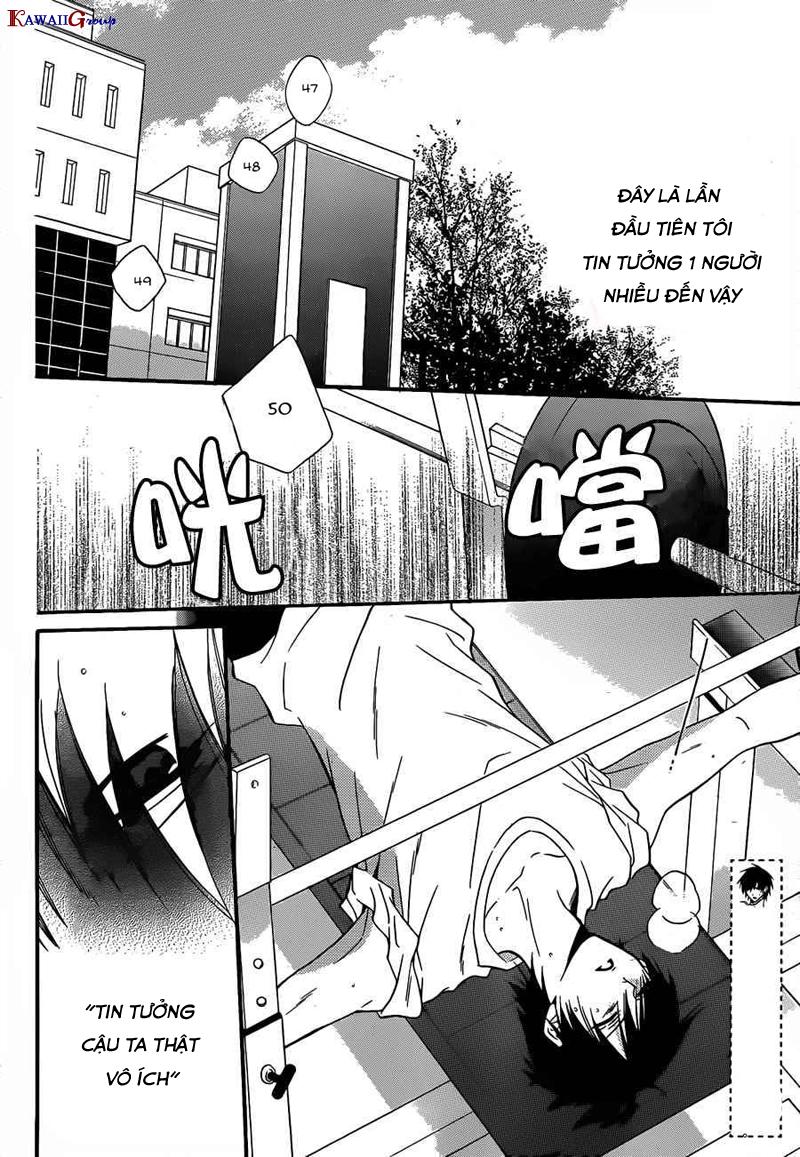 KAWAIIGroup
47
48
49
50
ĐÂY LÀ LẦN
ĐẦU TIÊN TÔI
TIN TƯỞNG 1 NGƯỜI
NHIỀU ĐẾN VẬY
咣噹
"TIN TƯỞNG
CẬU TA THẬT
VÔ ÍCH"